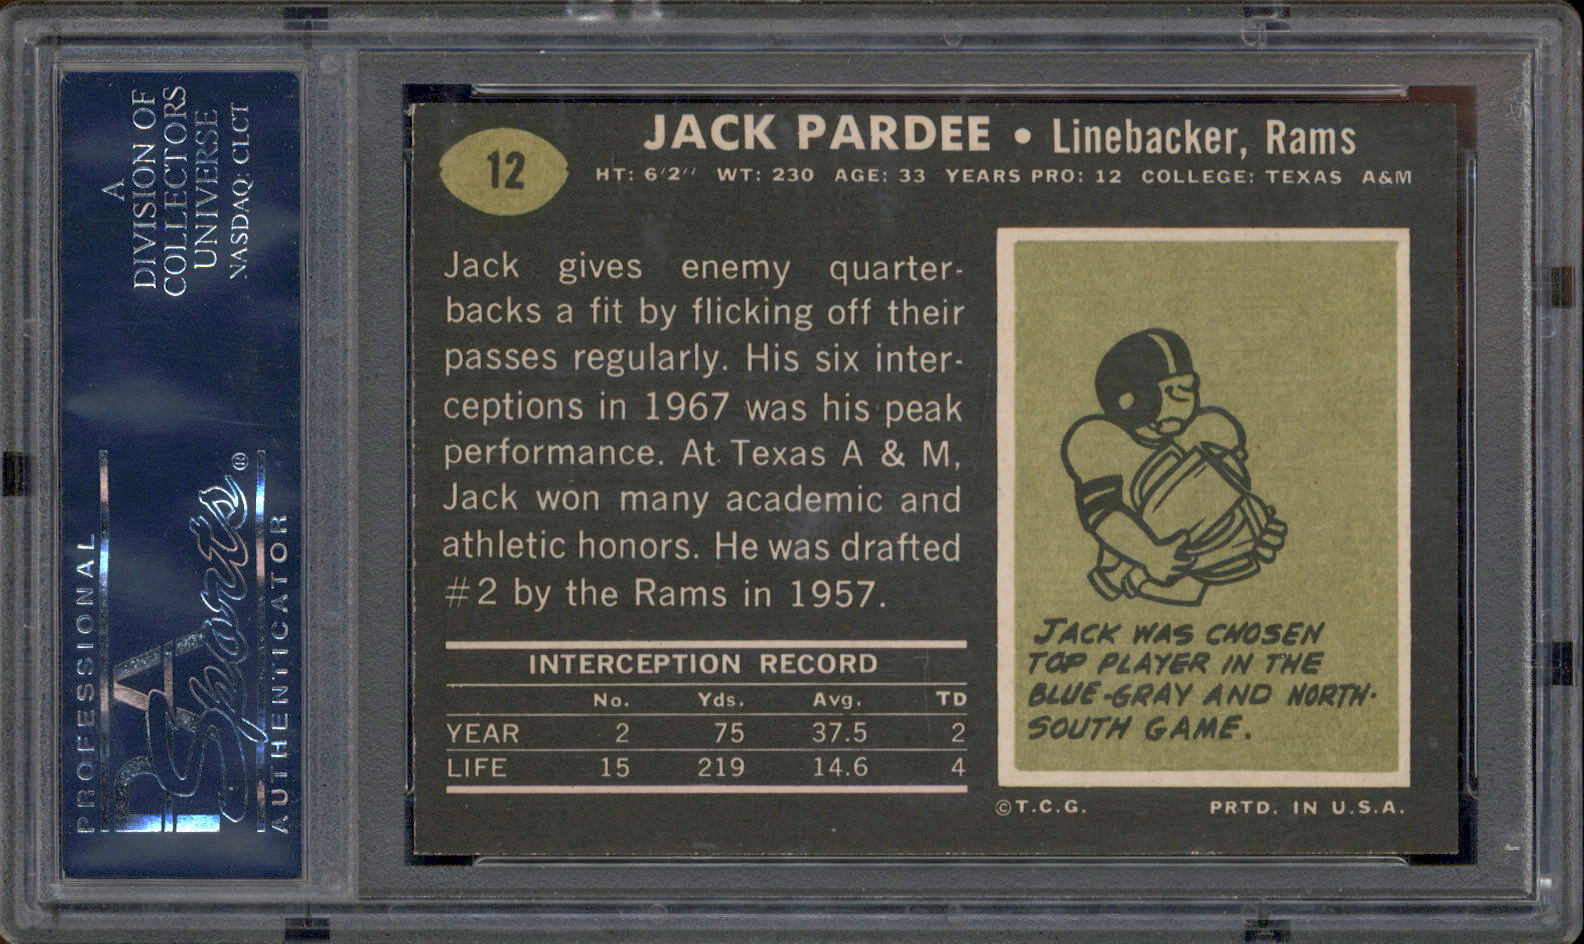 A
DIVISION OF
COLLECTORS
UNIVERSE
NASDAQ: CLCT
PROFESSIONAL
PSA
Sports®
AUTHENTICATOR
12
JACK PARDEE • Linebacker, Rams
HT: 6'2" WT: 230 AGE: 33 YEARS PRO: 12 COLLEGE: TEXAS A&M
Jack gives enemy quarter-
backs a fit by flicking off their
passes regularly. His six inter-
ceptions in 1967 was his peak
performance. At Texas A & M,
Jack won many academic and
athletic honors. He was drafted
#2 by the Rams in 1957.
INTERCEPTION RECORD
No. Yds. Avg. TD
YEAR 2 75 37.5 2
LIFE 15 219 14.6 4
JACK WAS CHOSEN
TOP PLAYER IN THE
BLUE-GRAY AND NORTH-
SOUTH GAME.
©T.C.G. PRTD. IN U.S.A.